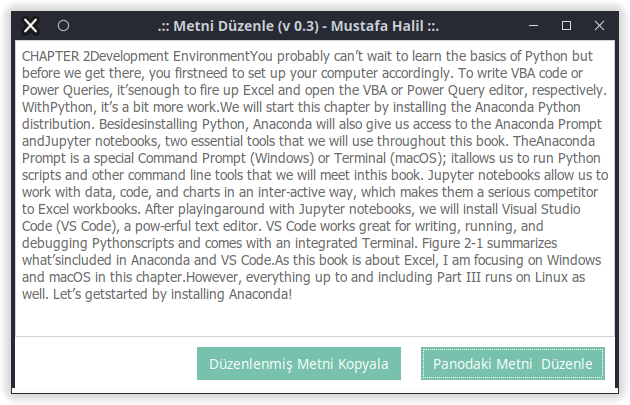 .:: Metni Düzenle (v 0.3) - Mustafa Halil ::.
CHAPTER 2Development EnvironmentYou probably can’t wait to learn the basics of Python but
before we get there, you firstneed to set up your computer accordingly. To write VBA code or
Power Queries, it’senough to fire up Excel and open the VBA or Power Query editor, respectively.
WithPython, it’s a bit more work.We will start this chapter by installing the Anaconda Python
distribution. Besidesinstalling Python, Anaconda will also give us access to the Anaconda Prompt
andJupyter notebooks, two essential tools that we will use throughout this book. TheAnaconda
Prompt is a special Command Prompt (Windows) or Terminal (macOS); itallows us to run Python
scripts and other command line tools that we will meet inthis book. Jupyter notebooks allow us to
work with data, code, and charts in an inter-active way, which makes them a serious competitor
to Excel workbooks. After playingaround with Jupyter notebooks, we will install Visual Studio
Code (VS Code), a pow-erful text editor. VS Code works great for writing, running, and
debugging Pythonscripts and comes with an integrated Terminal. Figure 2-1 summarizes
what’sincluded in Anaconda and VS Code.As this book is about Excel, I am focusing on Windows
and macOS in this chapter.However, everything up to and including Part III runs on Linux as
well. Let’s getstarted by installing Anaconda!
Düzenlenmiş Metni Kopyala
Panodaki Metni  Düzenle